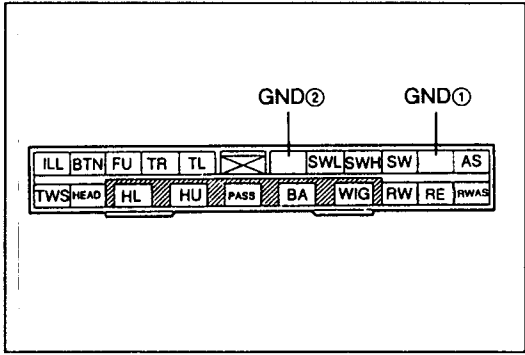 GND② GND①
ILL BTN FU TR TL SWL SWH SW AS
TWS HEAD HL HU PASS BA WIG RW RE RWAS